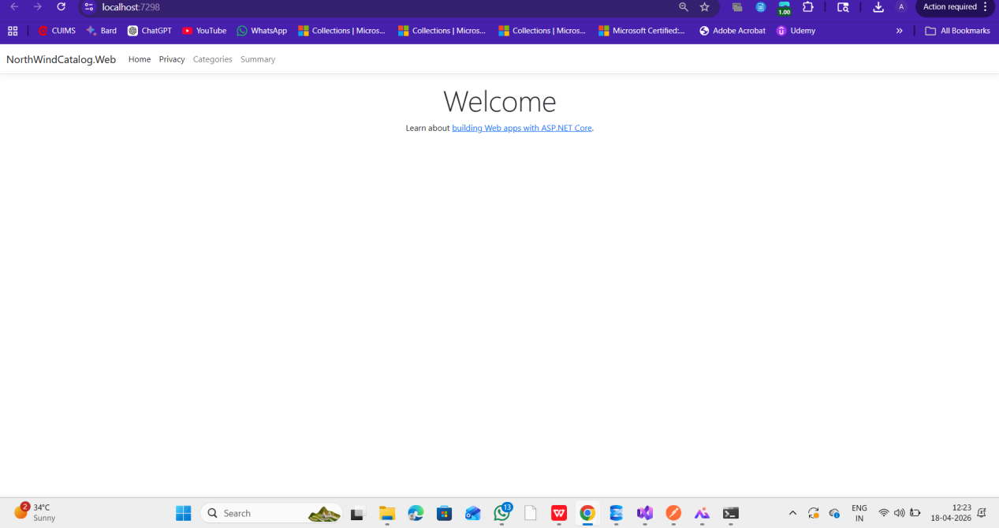 localhost:7298
1.00
A
Action required
CUIMS
Bard
ChatGPT
YouTube
WhatsApp
Collections | Micros...
Collections | Micros...
Collections | Micros...
Microsoft Certified:...
Adobe Acrobat
Udemy
»
All Bookmarks
NorthWindCatalog.Web
Home
Privacy
Categories
Summary
Welcome
Learn about building Web apps with ASP.NET Core.
2
34°C
Sunny
Search
13
W
ENG
IN
12:23
18-04-2026